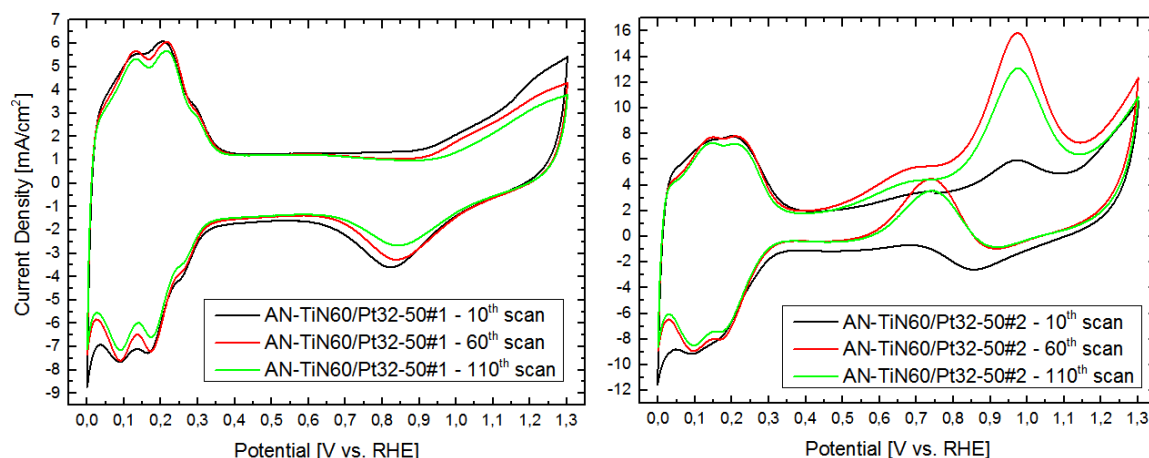 7
6
5
4
3
2
1
0
-1
-2
-3
-4
-5
-6
-7
-8
-9
Current Density [mA/cm²]
AN-TiN60/Pt32-50#1 - 10th scan
AN-TiN60/Pt32-50#1 - 60th scan
AN-TiN60/Pt32-50#1 - 110th scan
0,0 0,1 0,2 0,3 0,4 0,5 0,6 0,7 0,8 0,9 1,0 1,1 1,2 1,3
Potential [V vs. RHE]
16
14
12
10
8
6
4
2
0
-2
-4
-6
-8
-10
-12
AN-TiN60/Pt32-50#2 - 10th scan
AN-TiN60/Pt32-50#2 - 60th scan
AN-TiN60/Pt32-50#2 - 110th scan
0,0 0,1 0,2 0,3 0,4 0,5 0,6 0,7 0,8 0,9 1,0 1,1 1,2 1,3
Potential [V vs. RHE]